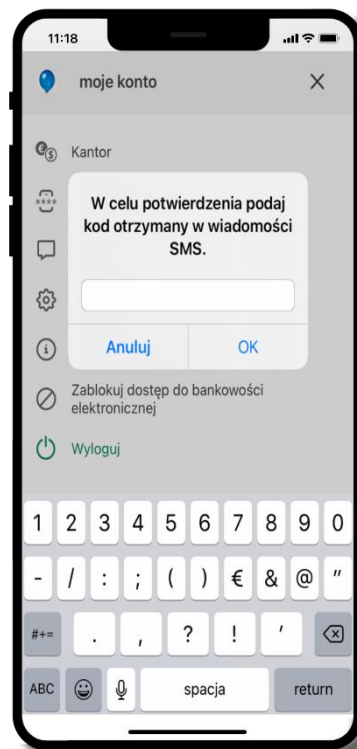 11:18
moje konto
Kantor
****
W celu potwierdzenia podaj
kod otrzymany w wiadomości
SMS.
Anuluj OK
Zablokuj dostęp do bankowości
elektronicznej
Wyloguj
1 2 3 4 5 6 7 8 9 0
- / : ; ( ) € & @ "
#+= . , ? ! '
ABC spacja return